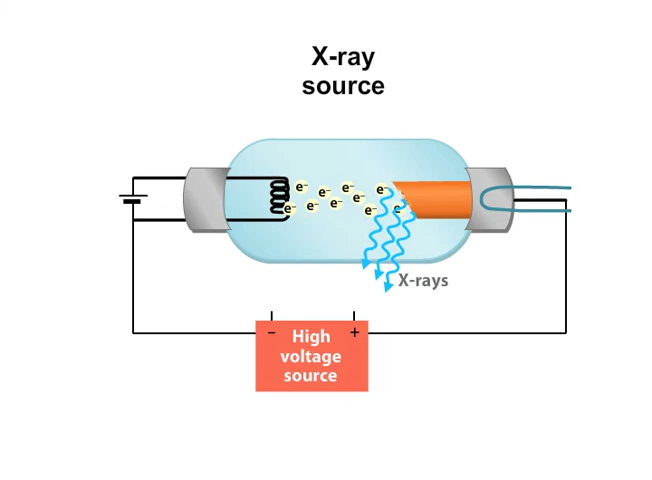 X-ray
source
e⁻ e⁻ e⁻ e⁻
e⁻ e⁻ e⁻ e⁻ e⁻ e⁻
X-rays
− +
High
voltage
source